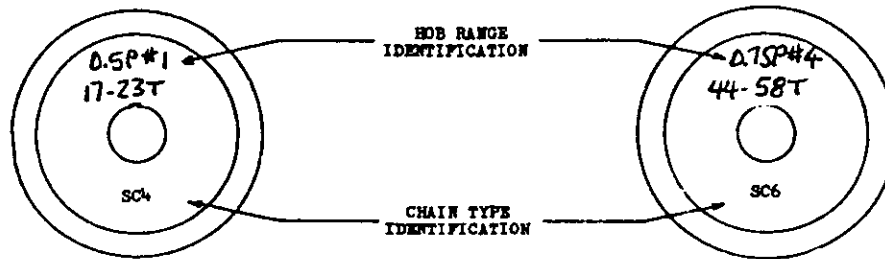 HOB RANGE
IDENTIFICATION
0.5P#1
17-23T
0.75P#4
44-58T
SC4
SC6
CHAIN TYPE
IDENTIFICATION